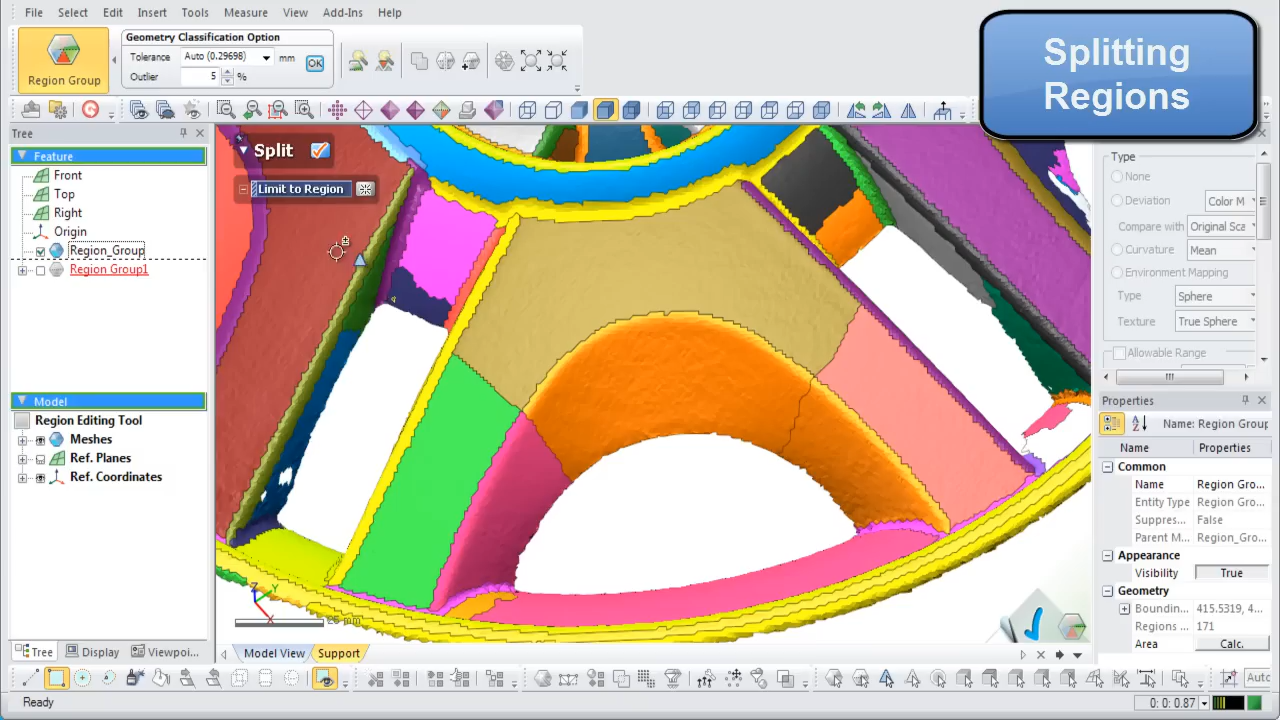 File Select Edit Insert Tools Measure View Add-Ins Help
Splitting
Regions
Region Group
Geometry Classification Option
Tolerance Auto (0.29698) mm OK
Outlier 5 %
Tree
Feature
Front
Top
Right
Origin
Region_Group
Region Group1
Model
Region Editing Tool
Meshes
Ref. Planes
Ref. Coordinates
Split
Limit to Region
Z Y
X
25 mm
Type
None
Deviation Color M
Compare with Original Sca
Curvature Mean
Environment Mapping
Type Sphere
Texture True Sphere
Allowable Range
Properties
Name: Region Group
Name Properties
Common
Name Region Gro...
Entity Type Region Gro...
Suppres... False
Parent M... Region_Gro...
Appearance
Visibility True
Geometry
Boundin... 415.5319, 4...
Regions ... 171
Area Calc.
Tree Display Viewpoi...
Model View Support
Auto
Ready
0: 0: 0.87